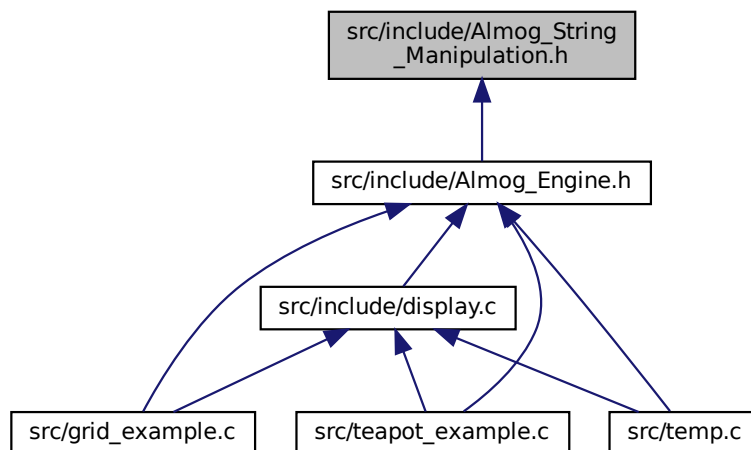 src/include/Almog_String
_Manipulation.h
src/include/Almog_Engine.h
src/include/display.c
src/grid_example.c
src/teapot_example.c
src/temp.c